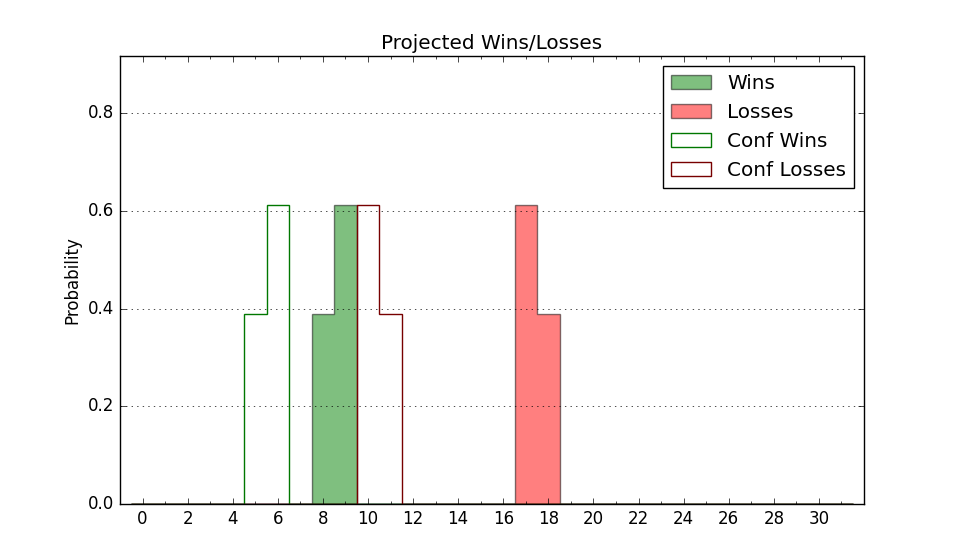 Projected Wins/Losses
Wins
Losses
Conf Wins
Conf Losses
Probability
0.8
0.6
0.4
0.2
0.0
0 2 4 6 8 10 12 14 16 18 20 22 24 26 28 30